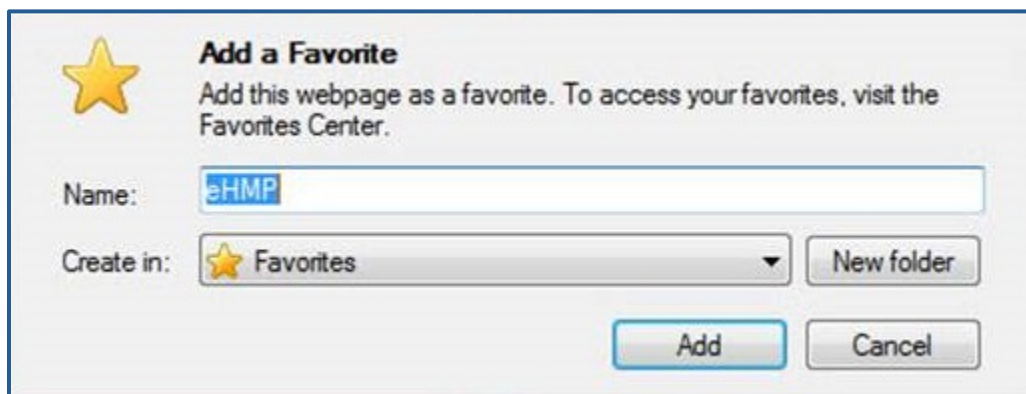 Add a Favorite
Add this webpage as a favorite. To access your favorites, visit the
Favorites Center.
Name: eHMP
Create in: Favorites New folder
Add Cancel